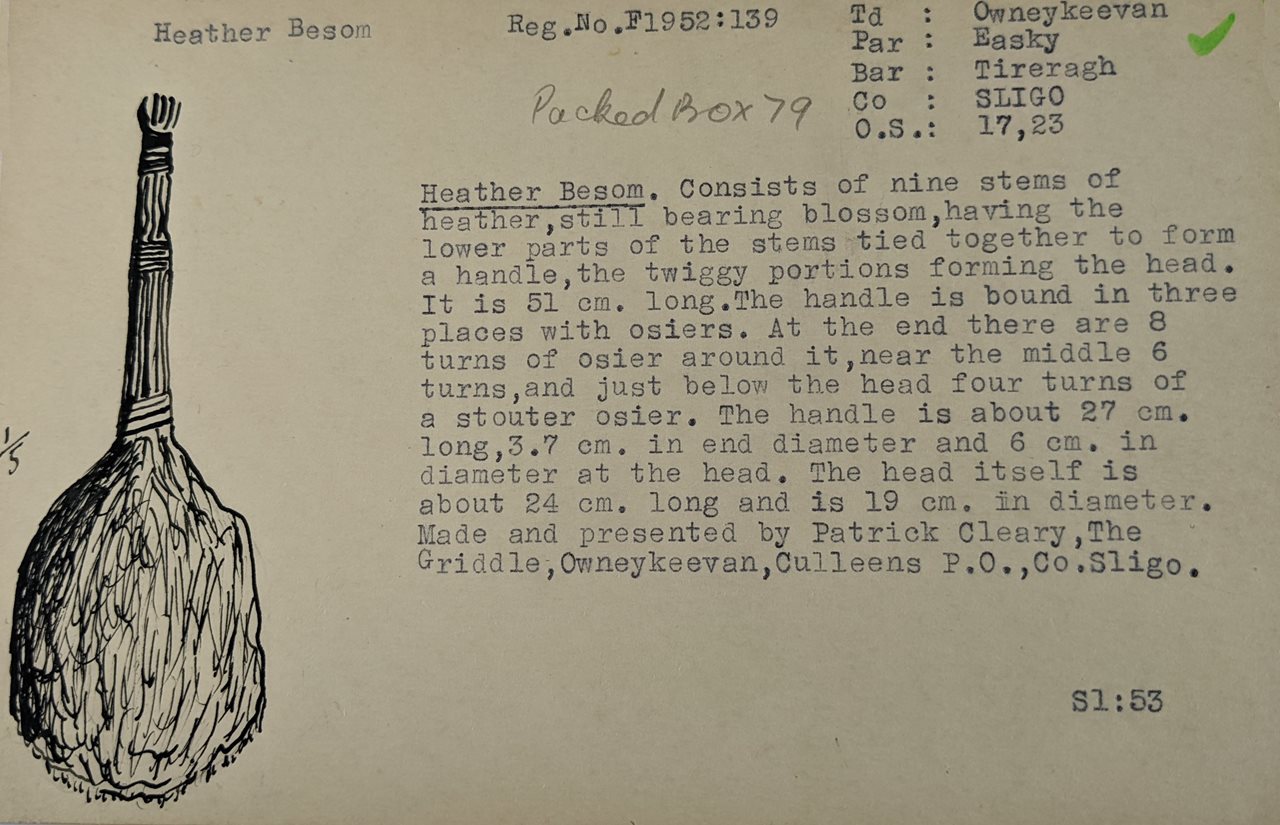 Heather Besom
Reg.No.F1952:139
Td : Owneykeevan
Par : Easky
Bar : Tireragh
Co : SLIGO
O.S.: 17,23
Packed Box 79
Heather Besom. Consists of nine stems of
heather,still bearing blossom,having the
lower parts of the stems tied together to form
a handle,the twiggy portions forming the head.
It is 51 cm. long.The handle is bound in three
places with osiers. At the end there are 8
turns of osier around it,near the middle 6
turns,and just below the head four turns of
a stouter osier. The handle is about 27 cm.
long,3.7 cm. in end diameter and 6 cm. in
diameter at the head. The head itself is
about 24 cm. long and is 19 cm. in diameter.
Made and presented by Patrick Cleary,The
Griddle,Owneykeevan,Culleens P.O.,Co.Sligo.
1/5
S1:53